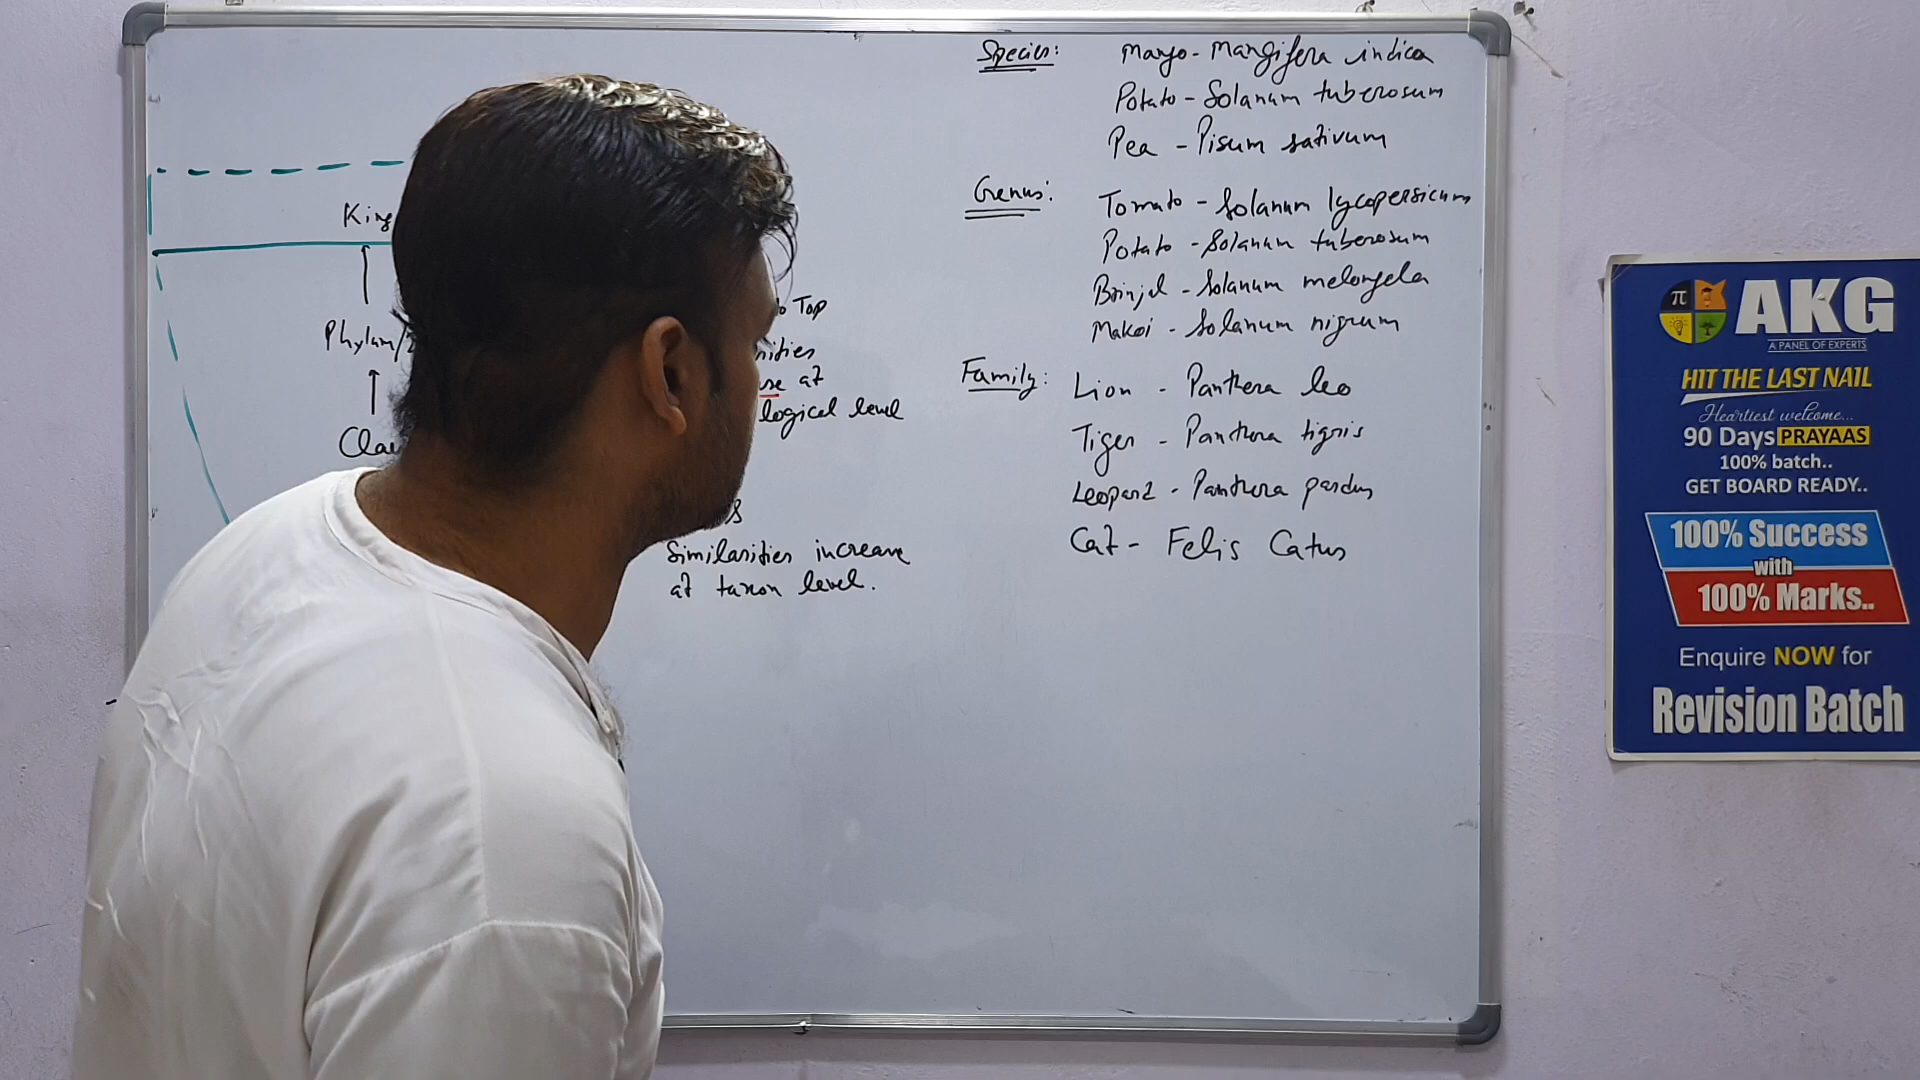 Species: Mango - Mangifera indica
Potato - Solanum tuberosum
Pea - Pisum sativum
Genus: Tomato - Solanum lycopersicum
Potato - Solanum tuberosum
Brinjal - Solanum melongela
Makoi - Solanum nigrum
Family: Lion - Panthera leo
Tiger - Panthera tigris
Leopard - Panthera pardus
Cat - Felis Catus
King
Phylum/
Clas
Top
at
logical level
Similarities increase
at taxon level.
π
AKG
A PANEL OF EXPERTS
HIT THE LAST NAIL
Heartiest welcome...
90 Days PRAYAAS
100% batch..
GET BOARD READY..
100% Success
with
100% Marks..
Enquire NOW for
Revision Batch